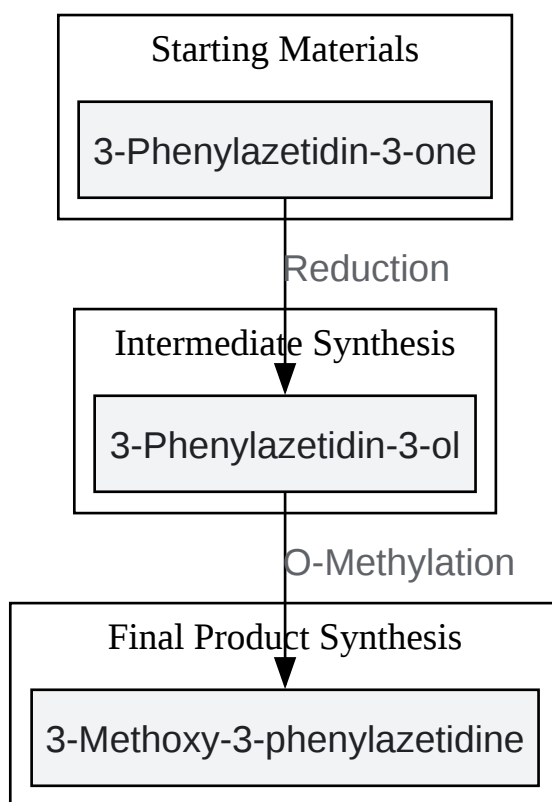 Starting Materials
3-Phenylazetidin-3-one
Reduction
Intermediate Synthesis
3-Phenylazetidin-3-ol
O-Methylation
Final Product Synthesis
3-Methoxy-3-phenylazetidine